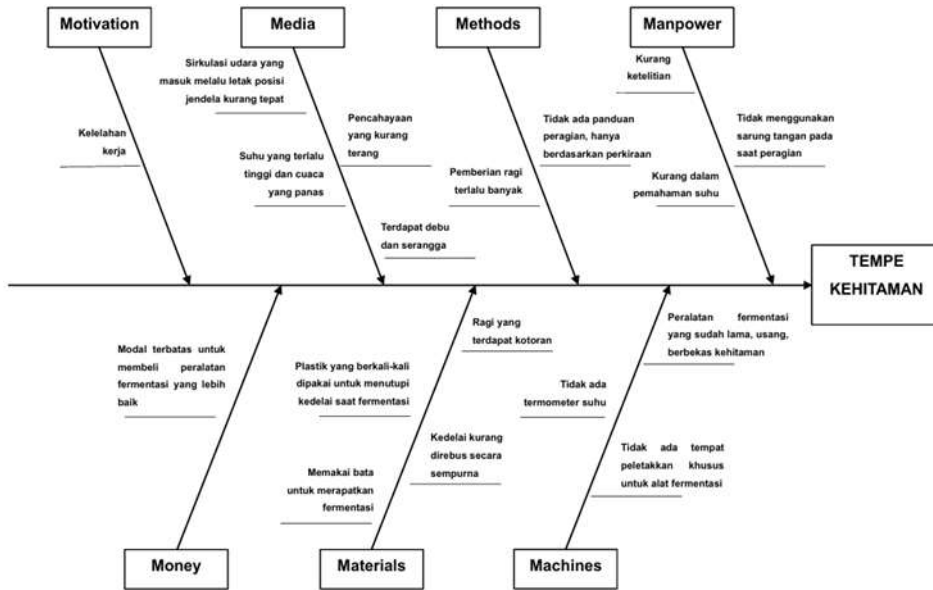 Motivation
Media
Methods
Manpower
Sirkulasi udara yang
masuk melalu letak posisi
jendela kurang tepat
Kurang
ketelitian
Kelelahan
kerja
Pencahayaan
yang kurang
terang
Tidak ada panduan
peragian, hanya
berdasarkan perkiraan
Tidak menggunakan
sarung tangan pada
saat peragian
Suhu yang terlalu
tinggi dan cuaca
yang panas
Pemberian ragi
terlalu banyak
Kurang dalam
pemahaman suhu
Terdapat debu
dan serangga
TEMPE
KEHITAMAN
Modal terbatas untuk
membeli peralatan
fermentasi yang lebih
baik
Ragi yang
terdapat kotoran
Peralatan fermentasi
yang sudah lama, usang,
berbekas kehitaman
Plastik yang berkali-kali
dipakai untuk menutupi
kedelai saat fermentasi
Tidak ada
termometer suhu
Kedelai kurang
direbus secara
sempurna
Tidak ada tempat
peletakkan khusus
untuk alat fermentasi
Memakai bata
untuk merapatkan
fermentasi
Money
Materials
Machines